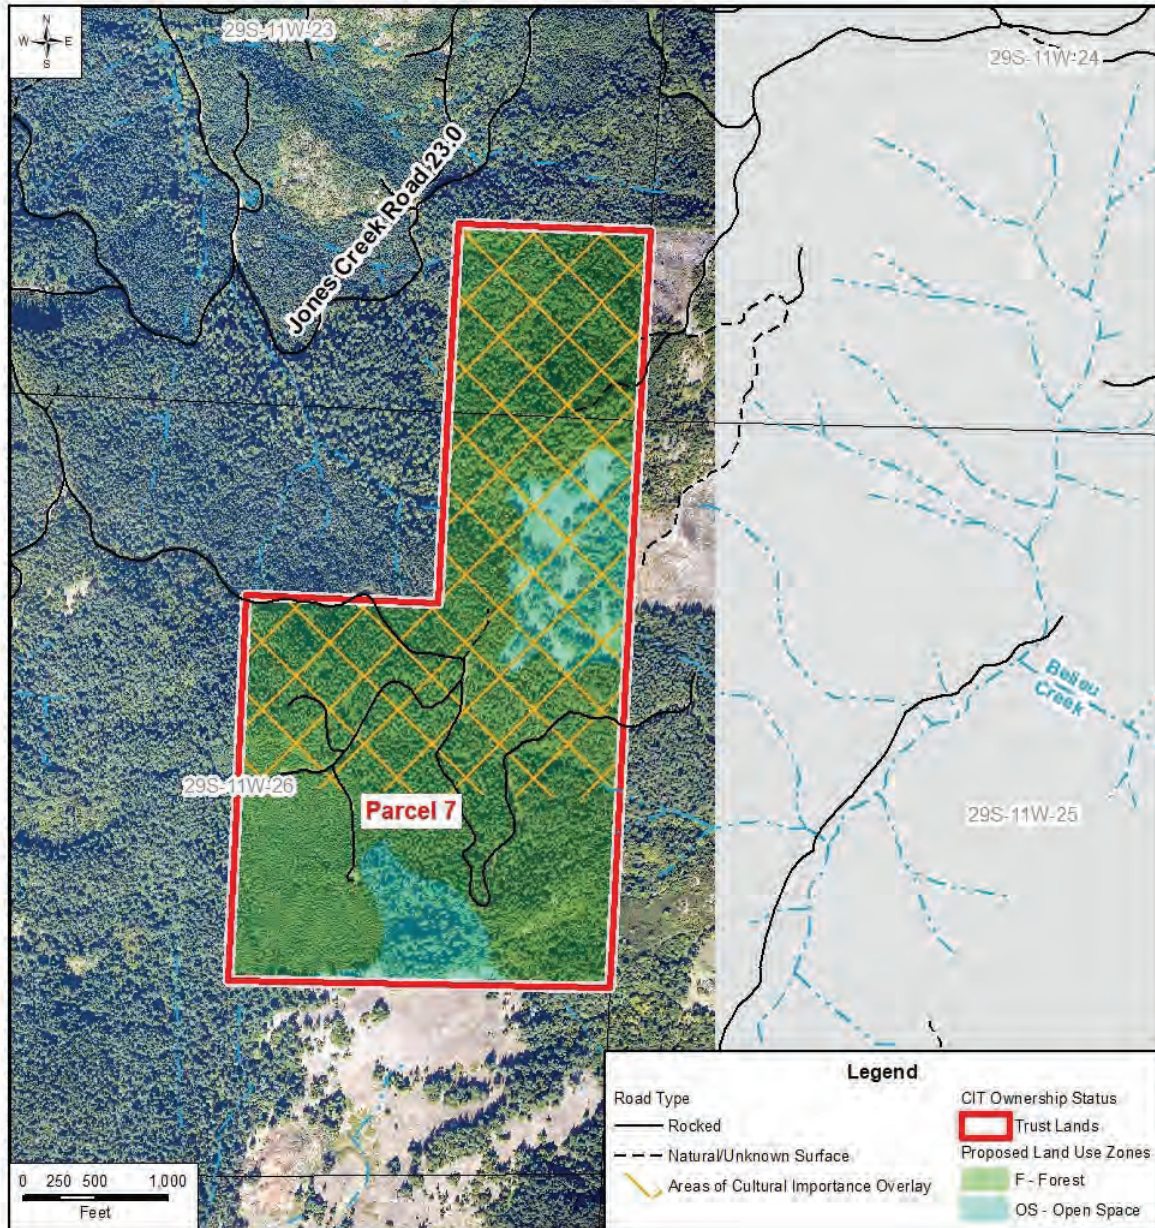 N
W E
S
29S-11W-23
29S-11W-24
Jones Creek Road 23.0
Belieu
Creek
29S-11W-26
Parcel 7
29S-11W-25
Legend
Road Type
Rocked
Natural/Unknown Surface
Areas of Cultural Importance Overlay
CIT Ownership Status
Trust Lands
Proposed Land Use Zones
F - Forest
OS - Open Space
0 250 500 1,000
Feet